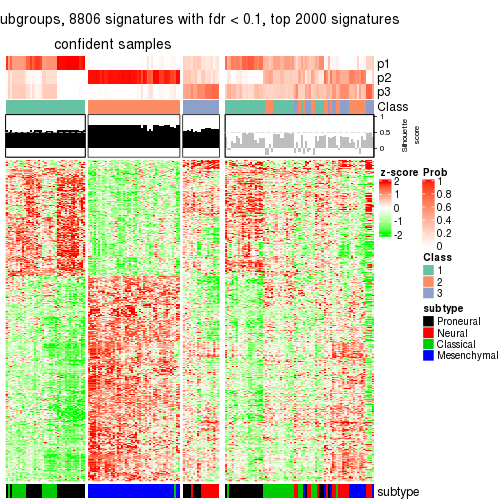 ubgroups, 8806 signatures with fdr < 0.1, top 2000 signatures
confident samples
p1
p2
p3
Class
1
0.5
0
Silhouette
score
z-score
2
1
0
-1
-2
Prob
1
0.8
0.6
0.4
0.2
0
Class
1
2
3
subtype
Proneural
Neural
Classical
Mesenchymal
subtype